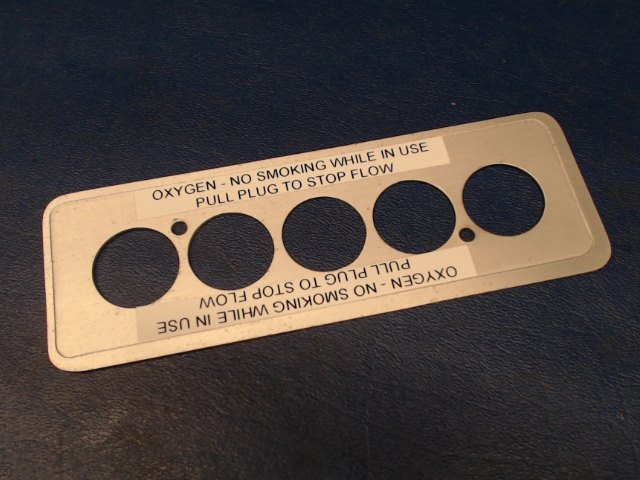 OXYGEN - NO SMOKING WHILE IN USE
PULL PLUG TO STOP FLOW
OXYGEN - NO SMOKING WHILE IN USE
PULL PLUG TO STOP FLOW